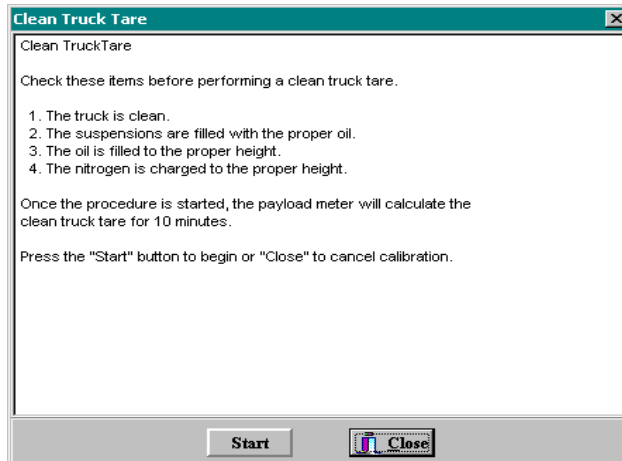 Clean Truck Tare
Clean TruckTare
Check these items before performing a clean truck tare.
1. The truck is clean.
2. The suspensions are filled with the proper oil.
3. The oil is filled to the proper height.
4. The nitrogen is charged to the proper height.
Once the procedure is started, the payload meter will calculate the
clean truck tare for 10 minutes.
Press the "Start" button to begin or "Close" to cancel calibration.
Start
Close